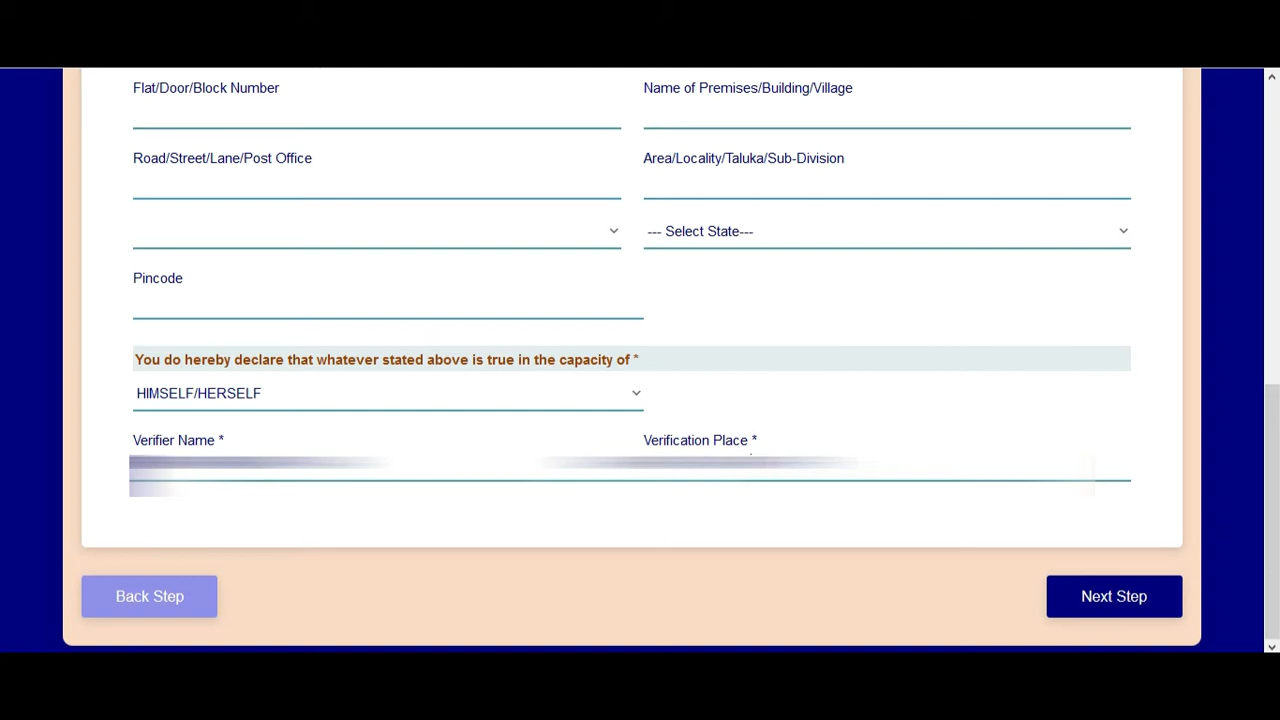 Flat/Door/Block Number
Name of Premises/Building/Village
Road/Street/Lane/Post Office
Area/Locality/Taluka/Sub-Division
--- Select State---
Pincode
You do hereby declare that whatever stated above is true in the capacity of *
HIMSELF/HERSELF
Verifier Name *
Verification Place *
Back Step
Next Step